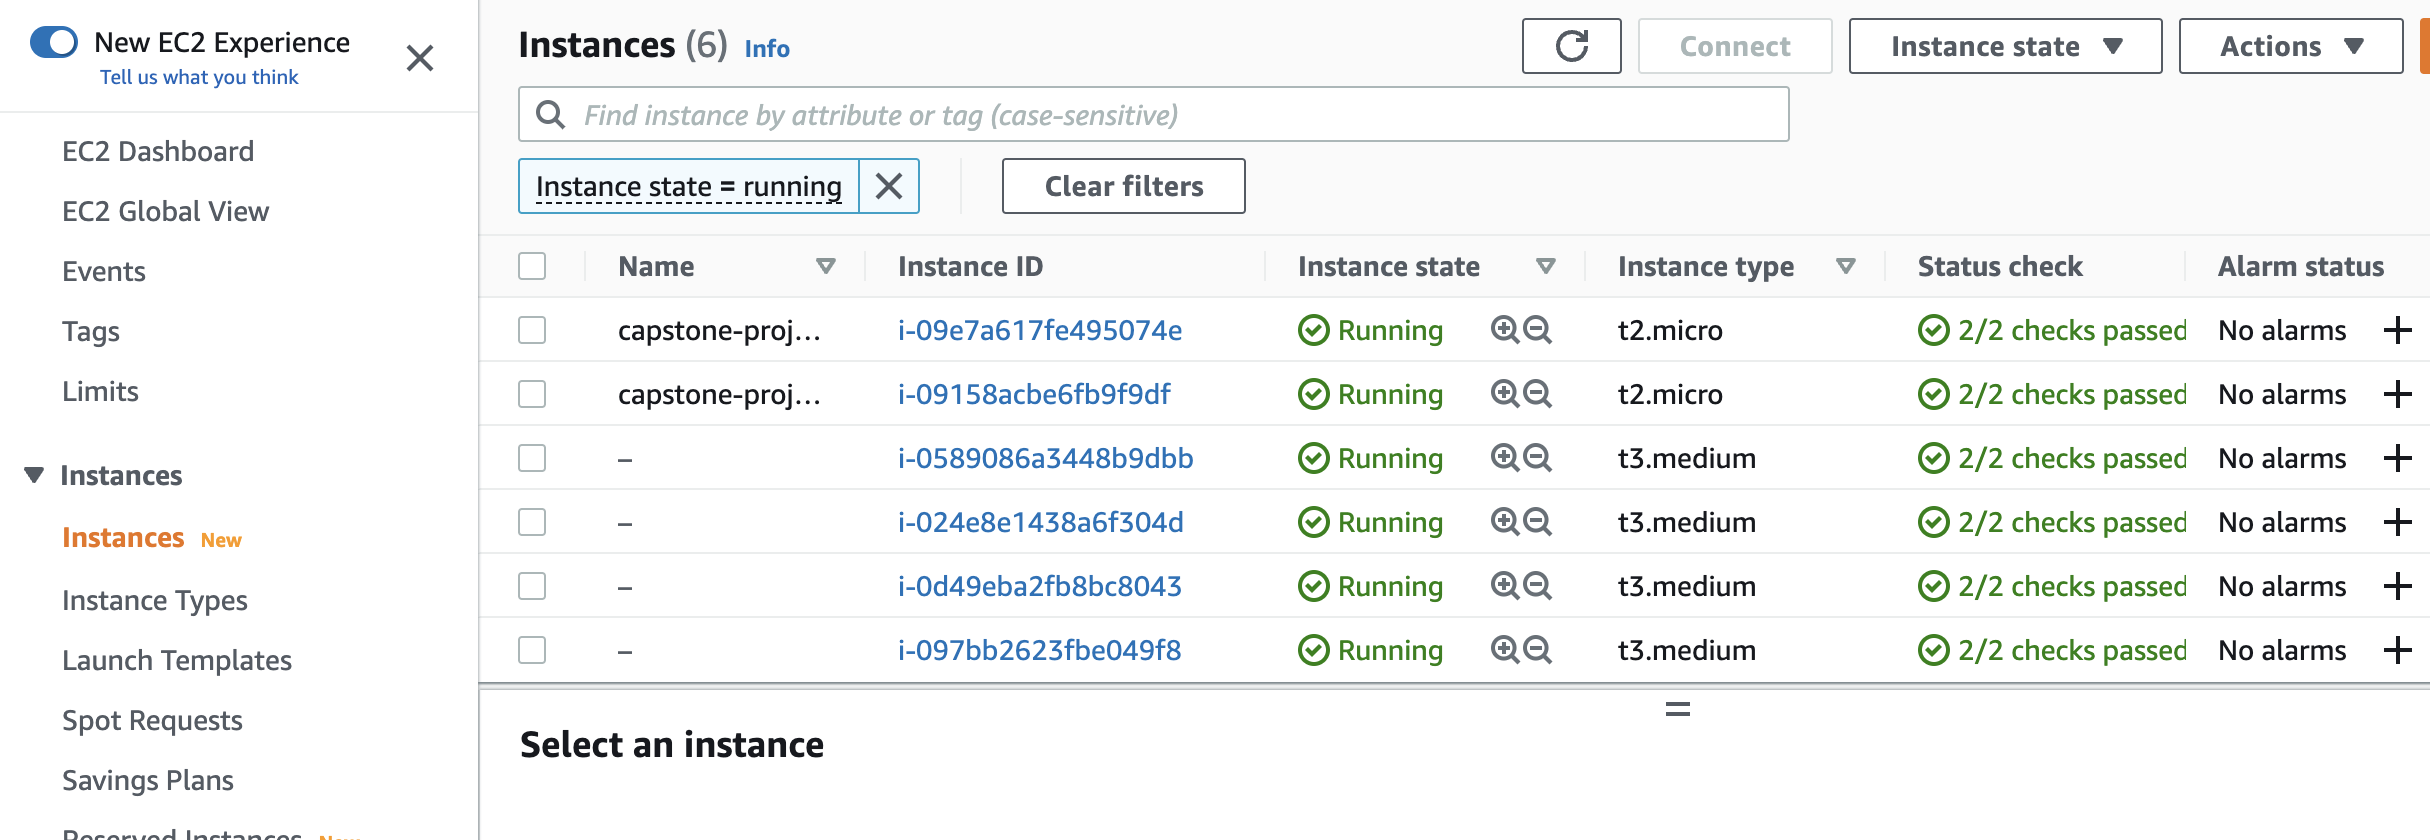 New EC2 Experience
Tell us what you think
EC2 Dashboard
EC2 Global View
Events
Tags
Limits
Instances
Instances New
Instance Types
Launch Templates
Spot Requests
Savings Plans
Reserved Instances New
Instances (6) Info
Connect
Instance state
Actions
Find instance by attribute or tag (case-sensitive)
Instance state = running
Clear filters
Name Instance ID Instance state Instance type Status check Alarm status
capstone-proj... i-09e7a617fe495074e Running t2.micro 2/2 checks passed No alarms +
capstone-proj... i-09158acbe6fb9f9df Running t2.micro 2/2 checks passed No alarms +
– i-0589086a3448b9dbb Running t3.medium 2/2 checks passed No alarms +
– i-024e8e1438a6f304d Running t3.medium 2/2 checks passed No alarms +
– i-0d49eba2fb8bc8043 Running t3.medium 2/2 checks passed No alarms +
– i-097bb2623fbe049f8 Running t3.medium 2/2 checks passed No alarms +
Select an instance